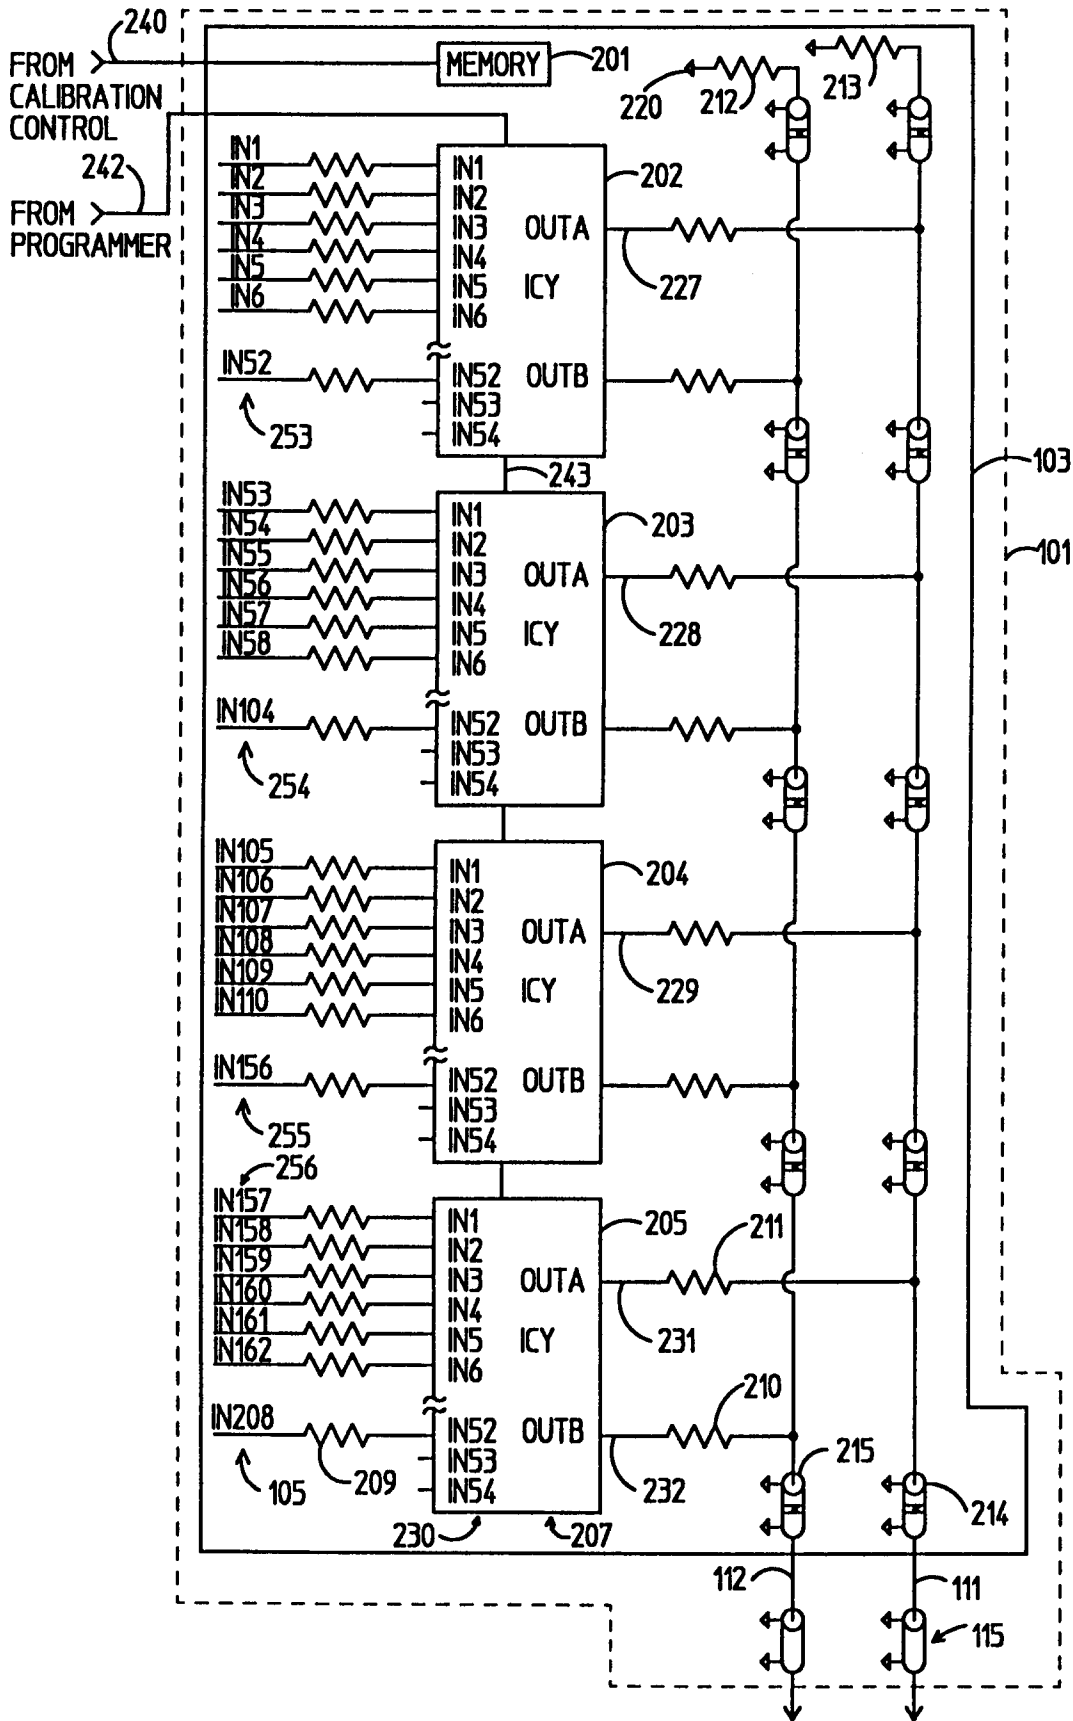 240
FROM
CALIBRATION
CONTROL
MEMORY
201
220
212
213
242
FROM
PROGRAMMER
IN1
IN2
IN3
IN4
IN5
IN6
IN52
253
IN1
IN2
IN3
IN4
IN5
IN6
IN52
IN53
IN54
OUTA
ICY
OUTB
202
227
243
103
101
IN53
IN54
IN55
IN56
IN57
IN58
IN104
254
IN1
IN2
IN3
IN4
IN5
IN6
IN52
IN53
IN54
OUTA
ICY
OUTB
203
228
IN105
IN106
IN107
IN108
IN109
IN110
IN156
255
IN1
IN2
IN3
IN4
IN5
IN6
IN52
IN53
IN54
OUTA
ICY
OUTB
204
229
256
IN157
IN158
IN159
IN160
IN161
IN162
IN208
105
209
IN1
IN2
IN3
IN4
IN5
IN6
IN52
IN53
IN54
OUTA
ICY
OUTB
205
211
231
210
232
215
214
230
207
112
111
115